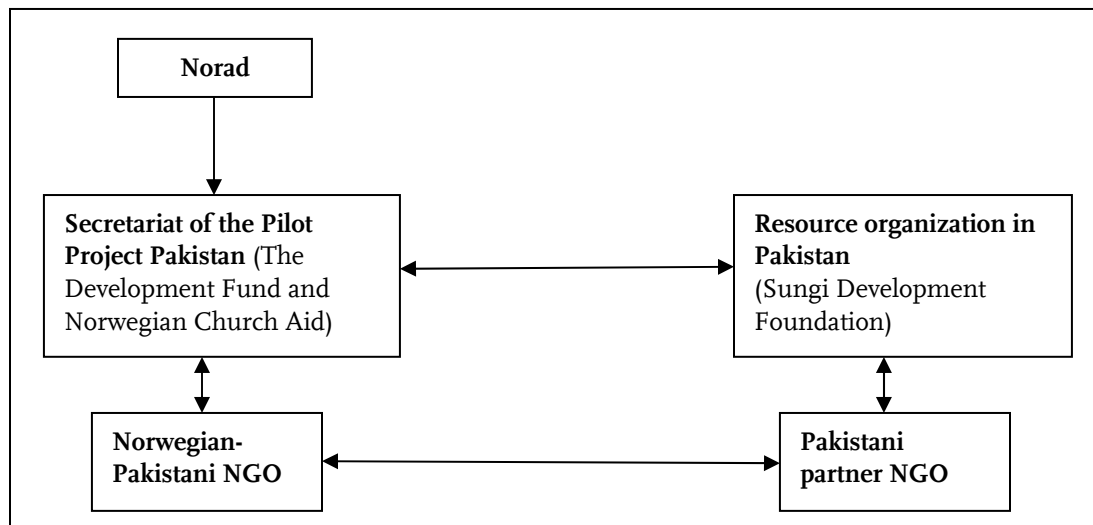 Norad
Secretariat of the Pilot
Project Pakistan (The
Development Fund and
Norwegian Church Aid)
Resource organization in
Pakistan
(Sungi Development
Foundation)
Norwegian-
Pakistani NGO
Pakistani
partner NGO